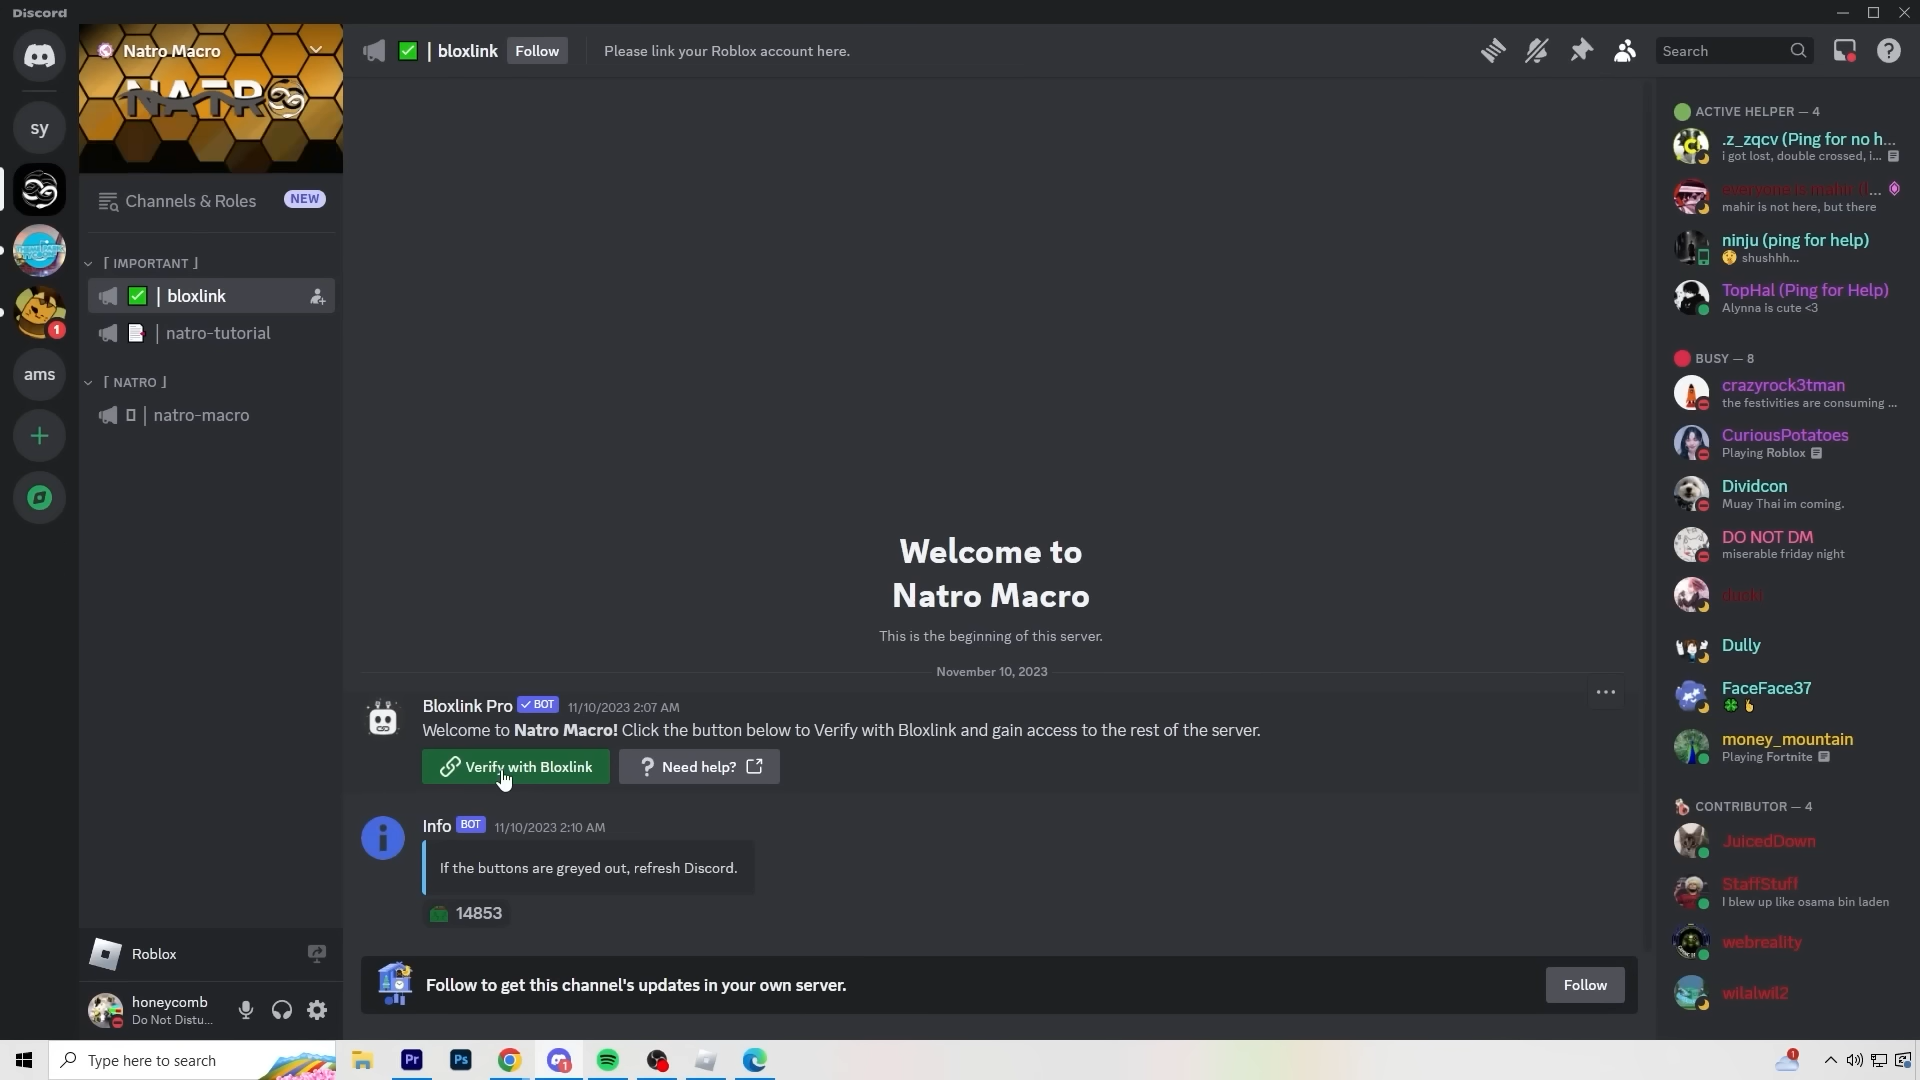 Discord
Natro Macro
NATRO
Channels & Roles
NEW
[ IMPORTANT ]
✅ | bloxlink
| natro-tutorial
[ NATRO ]
▯ | natro-macro
sy
1
ams
✅ | bloxlink
Follow
Please link your Roblox account here.
Search
Welcome to
Natro Macro
This is the beginning of this server.
November 10, 2023
Bloxlink Pro ✓ BOT 11/10/2023 2:07 AM
Welcome to Natro Macro! Click the button below to Verify with Bloxlink and gain access to the rest of the server.
Verify with Bloxlink
? Need help?
Info BOT 11/10/2023 2:10 AM
If the buttons are greyed out, refresh Discord.
14853
Follow to get this channel's updates in your own server.
Follow
ACTIVE HELPER — 4
.z_zqcv (Ping for no h...
i got lost, double crossed, i...
mahir is not here, but there
ninju (ping for help)
🤫 shushhh...
TopHal (Ping for Help)
Alynna is cute <3
BUSY — 8
crazyrock3tman
the festivities are consuming ...
CuriousPotatoes
Playing Roblox
Dividcon
Muay Thai im coming.
DO NOT DM
miserable friday night
Dully
FaceFace37
money_mountain
Playing Fortnite
CONTRIBUTOR — 4
JuicedDown
StaffStuff
I blew up like osama bin laden
webreality
wilalwil2
Roblox
honeycomb
Do Not Distu...
Type here to search
Pr
Ps
1
1